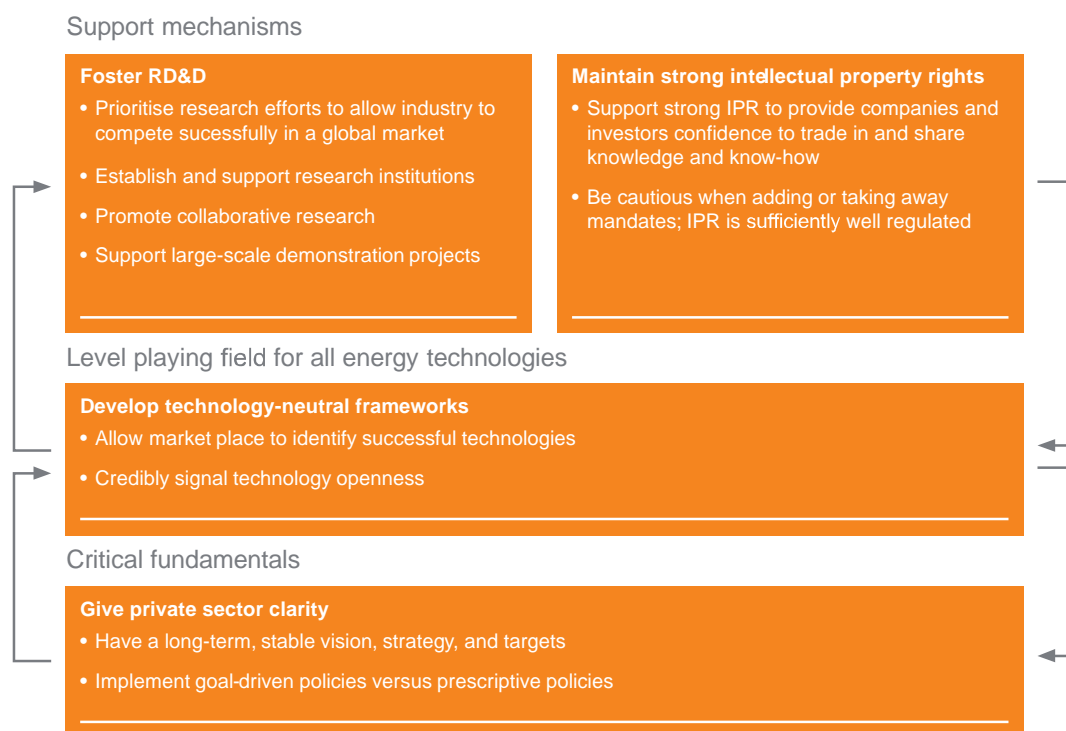 Support mechanisms
Foster RD&D
• Prioritise research efforts to allow industry to
compete sucessfully in a global market
• Establish and support research institutions
• Promote collaborative research
• Support large-scale demonstration projects
Maintain strong intellectual property rights
• Support strong IPR to provide companies and
investors confidence to trade in and share
knowledge and know-how
• Be cautious when adding or taking away
mandates; IPR is sufficiently well regulated
Level playing field for all energy technologies
Develop technology-neutral frameworks
• Allow market place to identify successful technologies
• Credibly signal technology openness
Critical fundamentals
Give private sector clarity
• Have a long-term, stable vision, strategy, and targets
• Implement goal-driven policies versus prescriptive policies